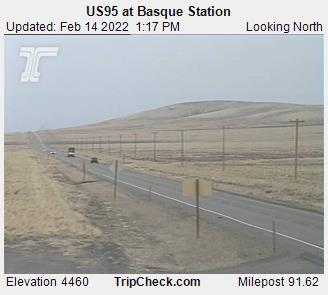 US95 at Basque Station
Updated: Feb 14 2022 1:17 PM Looking North
Elevation 4460 TripCheck.com Milepost 91.62